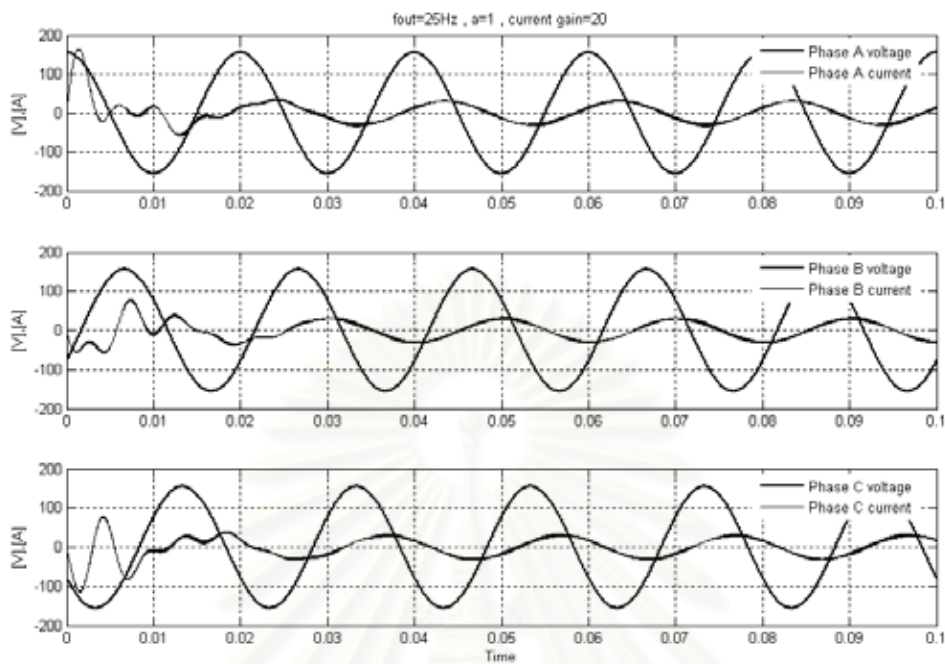 fout=25Hz , a=1 , current gain=20
200
100
0
-100
-200
[V],[A]
Phase A voltage
Phase A current
0 0.01 0.02 0.03 0.04 0.05 0.06 0.07 0.08 0.09 0.1
200
100
0
-100
-200
[V],[A]
Phase B voltage
Phase B current
0 0.01 0.02 0.03 0.04 0.05 0.06 0.07 0.08 0.09 0.1
200
100
0
-100
-200
[V],[A]
Phase C voltage
Phase C current
0 0.01 0.02 0.03 0.04 0.05 0.06 0.07 0.08 0.09 0.1
Time